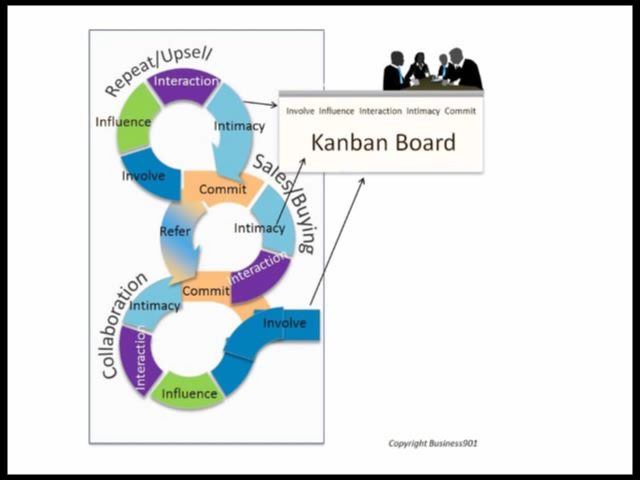 Repeat/Upsell
Interaction
Influence
Intimacy
Involve
Commit
Involve Influence Interaction Intimacy Commit
Kanban Board
Sales/Buying
Refer
Intimacy
Interaction
Commit
Collaboration
Intimacy
Involve
Interaction
Influence
Copyright Business901